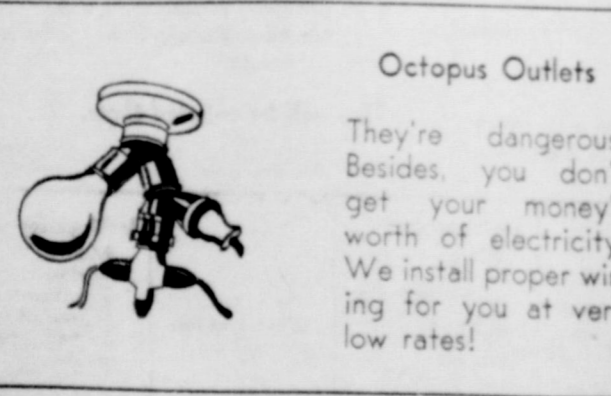 Octopus Outlets
They're dangerous
Besides, you don'
get your money'
worth of electricity
We install proper wir
ing for you at ver
low rates!